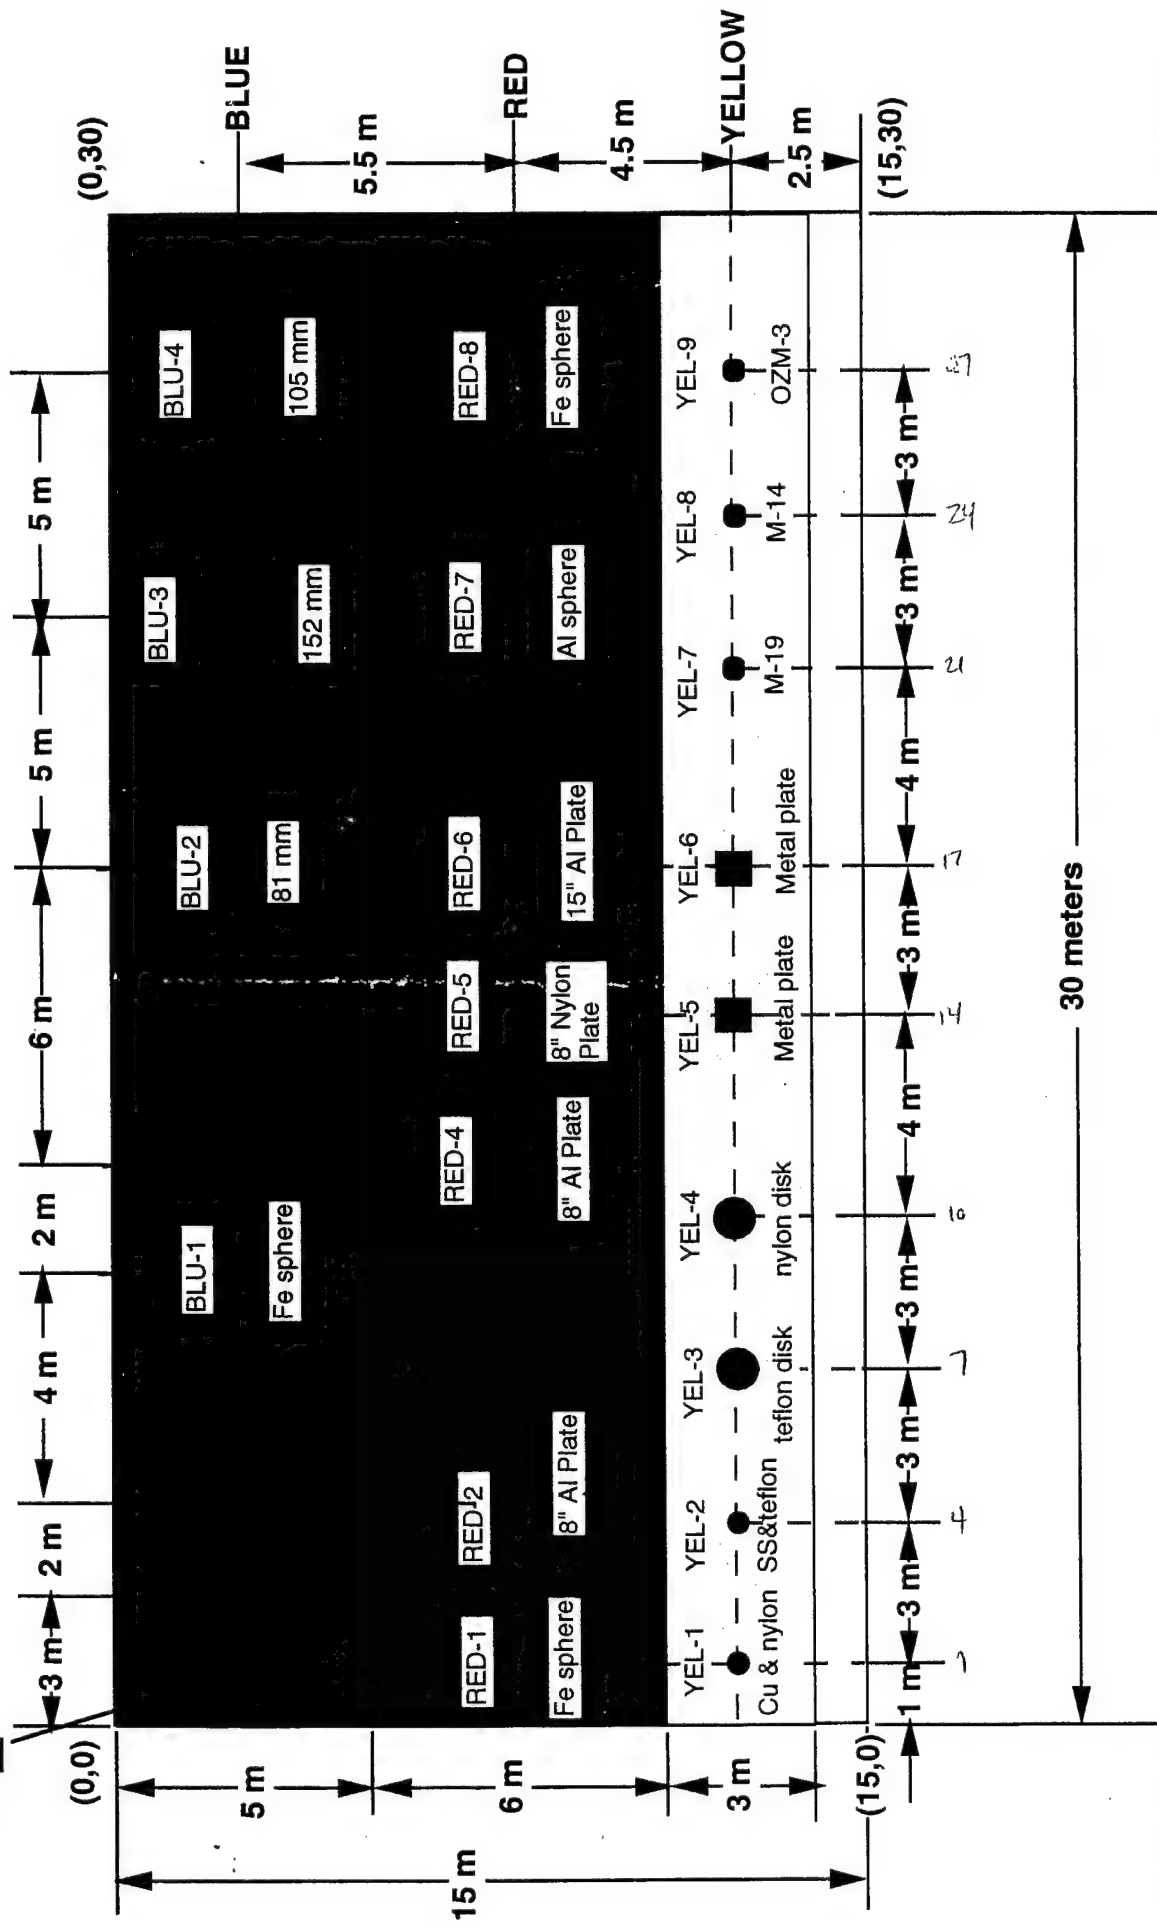 3 m
2 m
4 m
2 m
6 m
5 m
5 m
(0,0)
(0,30)
BLU-1
BLU-2
BLU-3
BLU-4
BLUE
Fe sphere
81 mm
152 mm
105 mm
5 m
5.5 m
RED-1
RED-2
RED-4
RED-5
RED-6
RED-7
RED-8
RED
Fe sphere
8" Al Plate
8" Al Plate
8" Nylon
Plate
15" Al Plate
Al sphere
Fe sphere
6 m
4.5 m
15 m
YEL-1
YEL-2
YEL-3
YEL-4
YEL-5
YEL-6
YEL-7
YEL-8
YEL-9
YELLOW
3 m
Cu & nylon
SS&teflon
teflon disk
nylon disk
Metal plate
Metal plate
M-19
M-14
OZM-3
2.5 m
(15,0)
(15,30)
1 m
3 m
3 m
3 m
4 m
3 m
4 m
3 m
3 m
1
4
7
10
14
17
21
24
27
30 meters